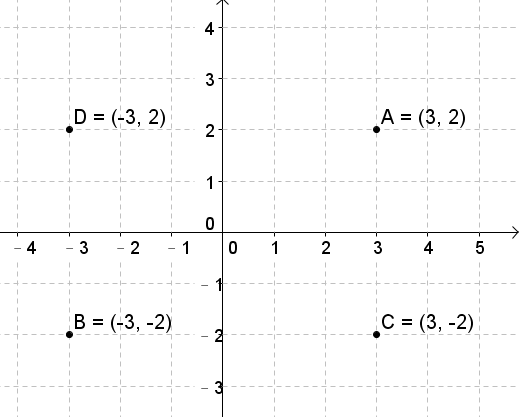 4
3
D = (-3, 2)
A = (3, 2)
2
1
0
− 4 − 3 − 2 − 1 0 1 2 3 4 5
− 1
B = (-3, -2)
C = (3, -2)
− 2
− 3